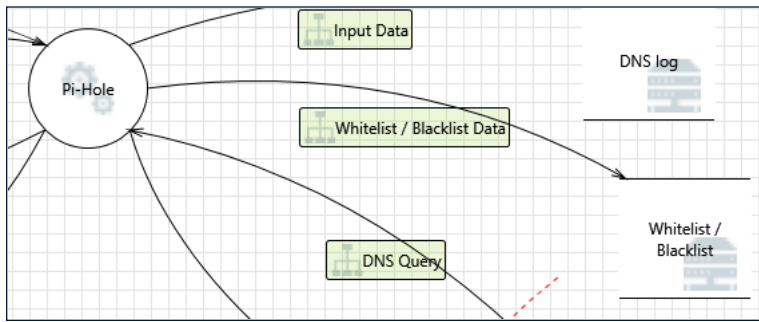 Input Data
DNS log
Pi-Hole
Whitelist / Blacklist Data
Whitelist /
Blacklist
DNS Query